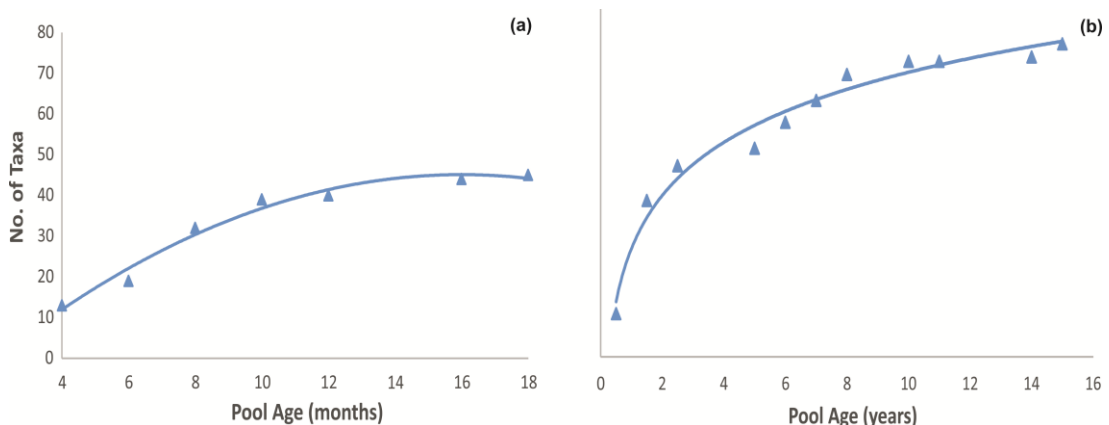 (a)
80
70
60
50
40
30
20
10
0
No. of Taxa
4 6 8 10 12 14 16 18
Pool Age (months)
(b)
0 2 4 6 8 10 12 14 16
Pool Age (years)